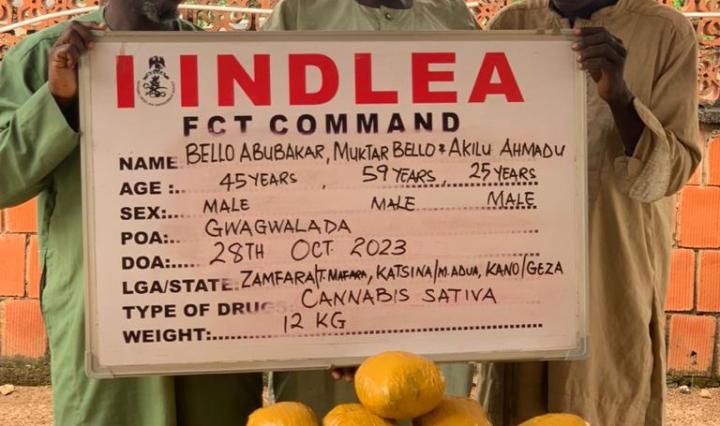 NDLEA
FCT COMMAND
NAME BELLO ABUBAKAR, MUKTAR BELLO & AKILU AHMADU
AGE :.. 45 YEARS , 59 YEARS, 25 YEARS
SEX:... MALE MALE MALE
POA:.. GWAGWALADA
DOA:..... 28TH OCT 2023
LGA/STATE: ZAMFARA/T.MAFARA, KATSINA/M.ADUA, KANO/GEZA
TYPE OF DRUGS CANNABIS SATIVA
WEIGHT:..... 12 KG